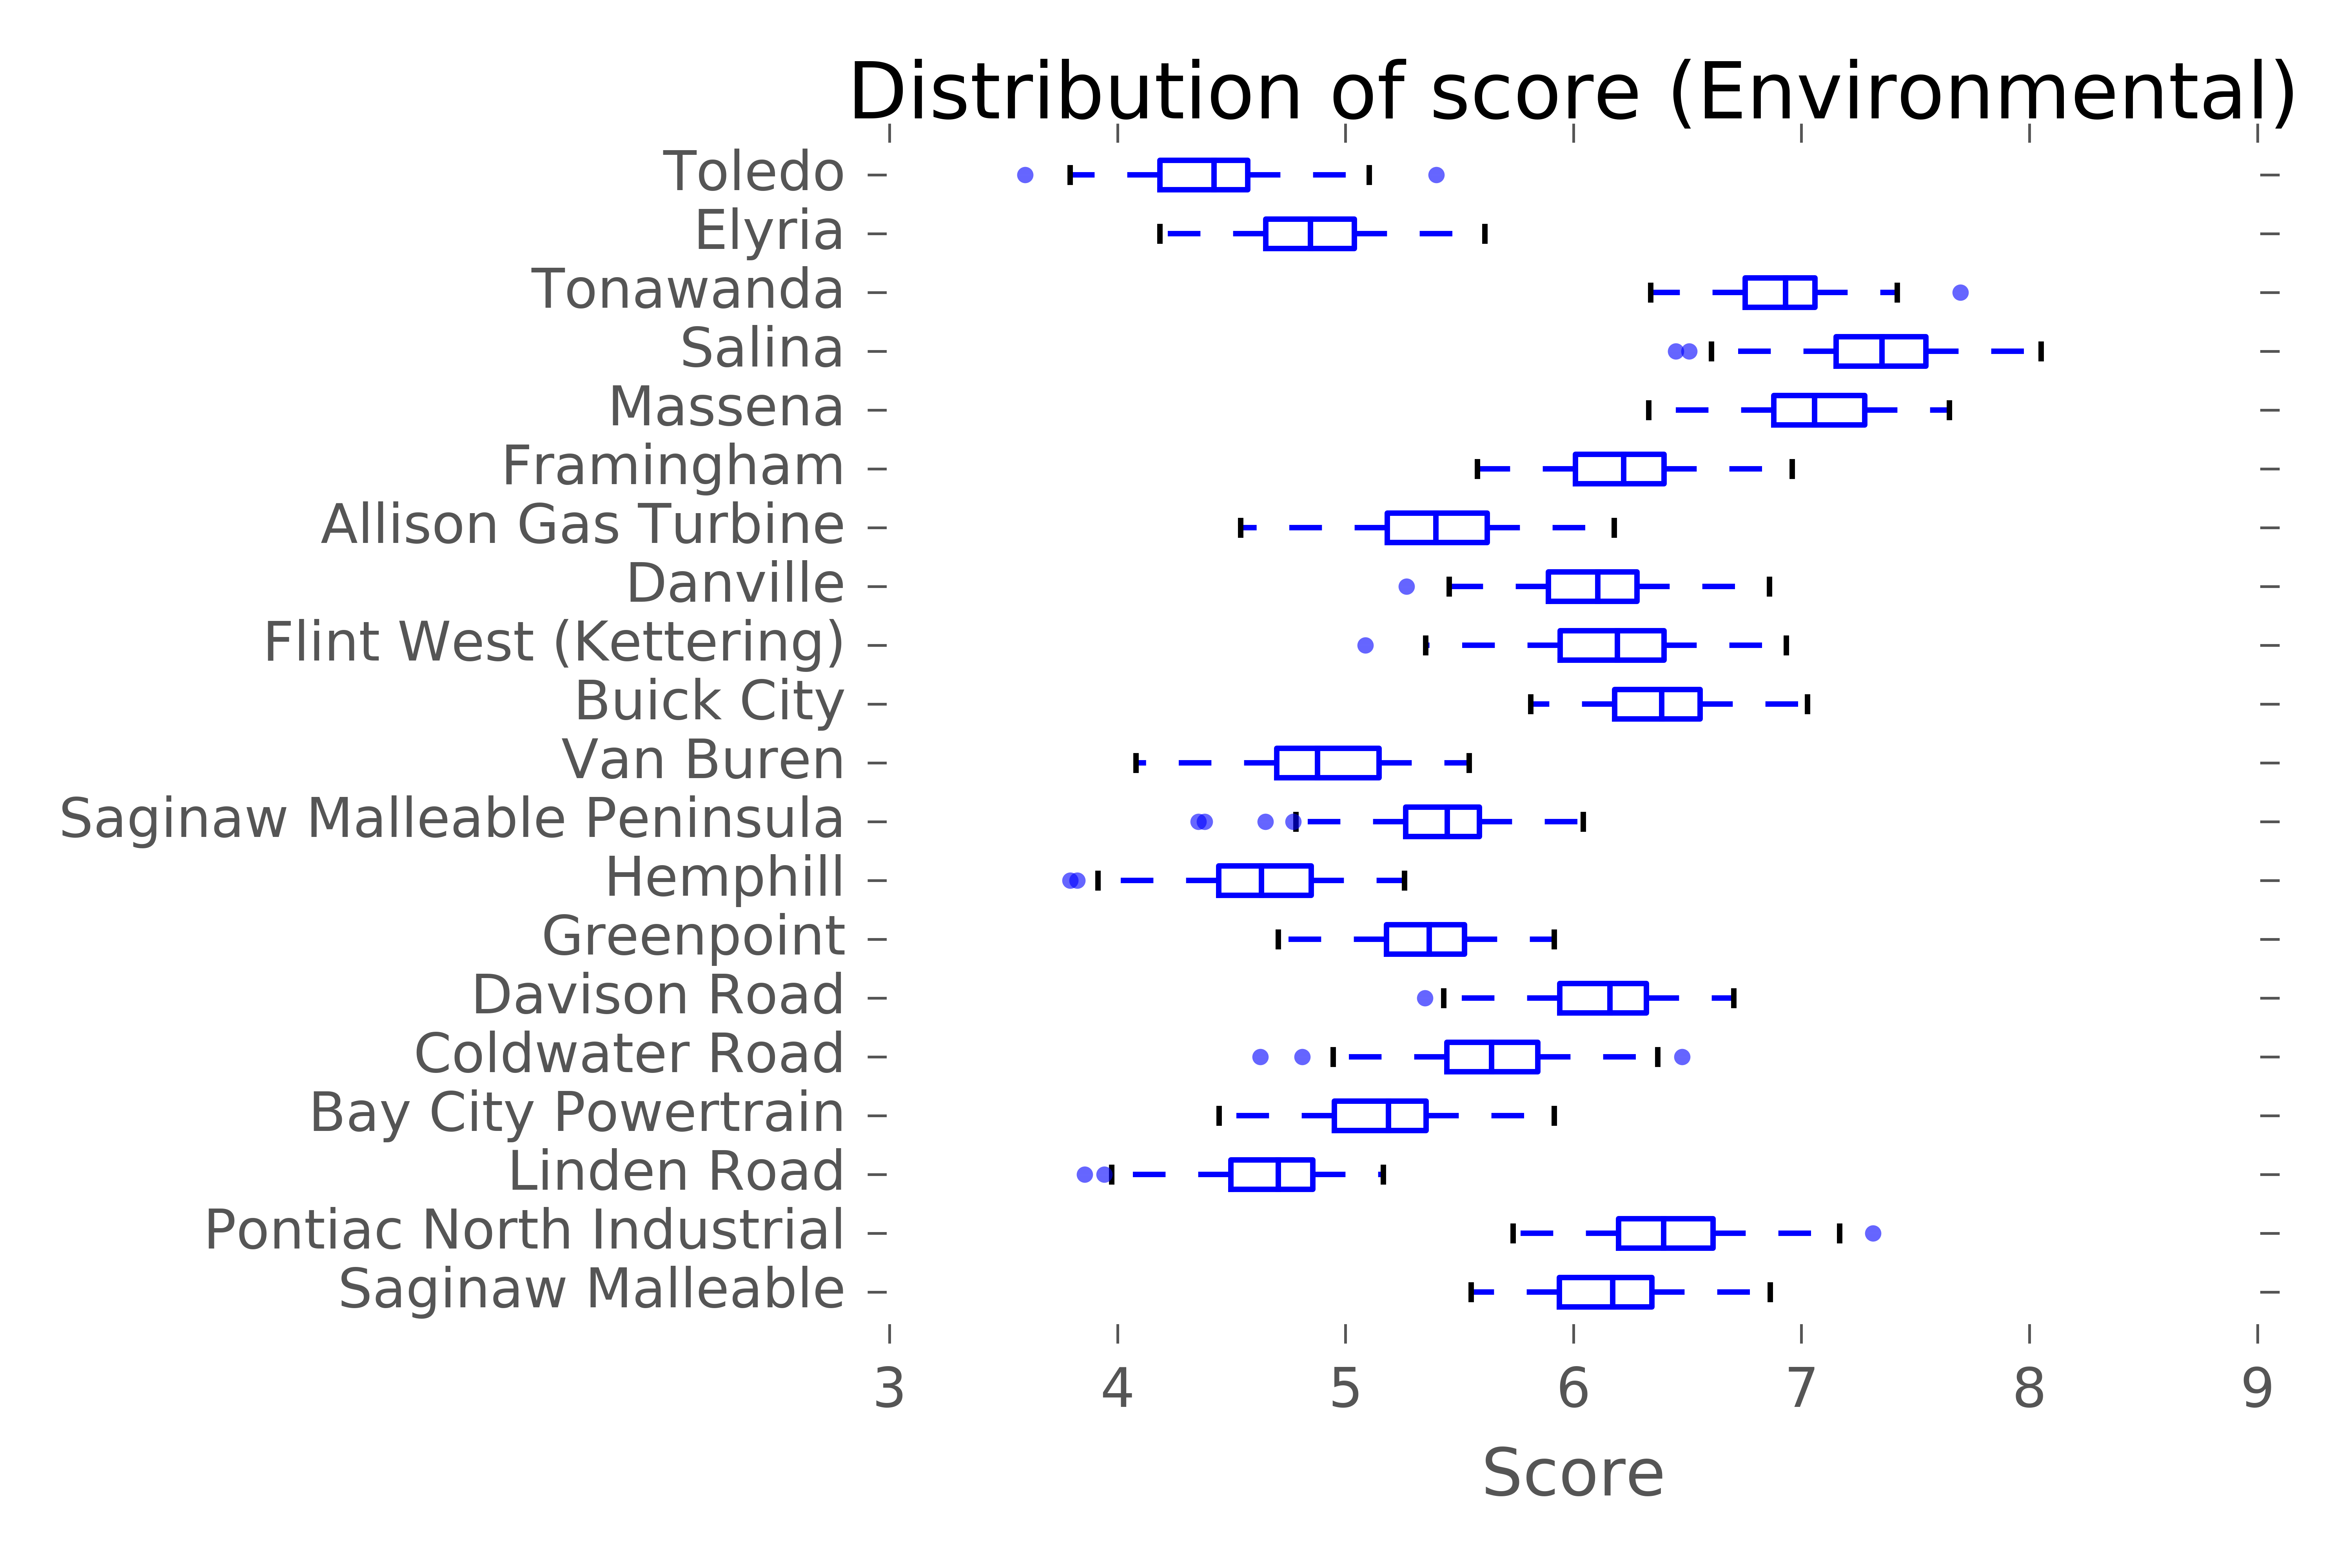 Distribution of score (Environmental)
Toledo
Elyria
Tonawanda
Salina
Massena
Framingham
Allison Gas Turbine
Danville
Flint West (Kettering)
Buick City
Van Buren
Saginaw Malleable Peninsula
Hemphill
Greenpoint
Davison Road
Coldwater Road
Bay City Powertrain
Linden Road
Pontiac North Industrial
Saginaw Malleable
3 4 5 6 7 8 9
Score